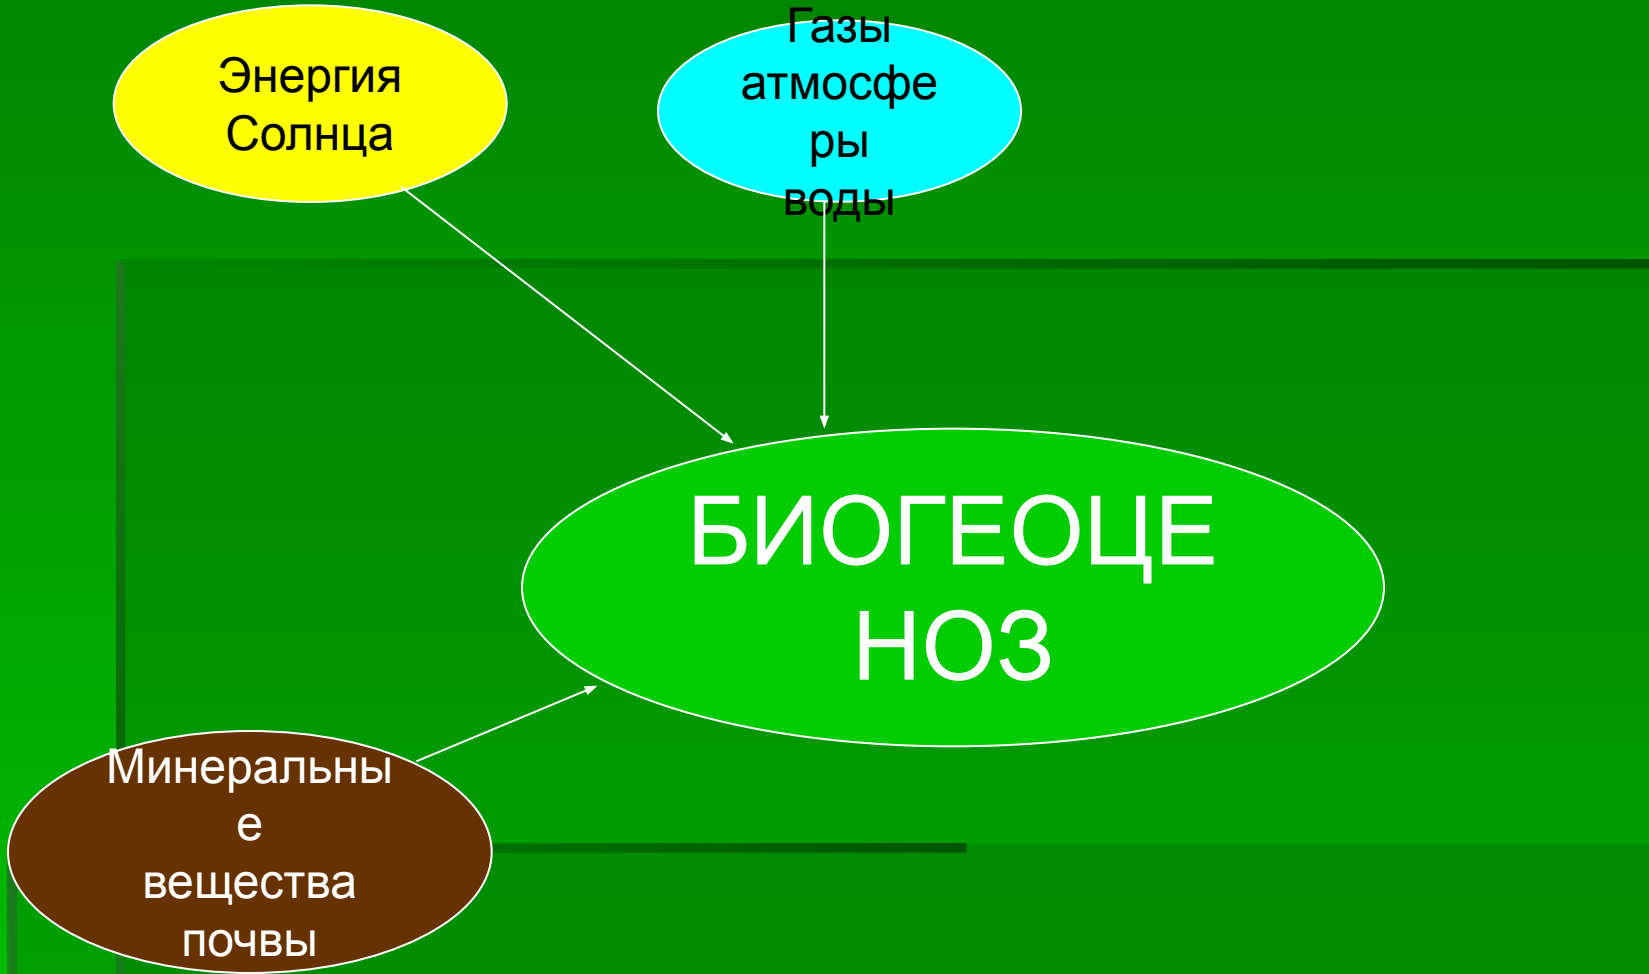 Энергия
Солнца
Газы
атмосфе
ры
воды
БИОГЕОЦЕ
НОЗ
Минеральны
е
вещества
почвы